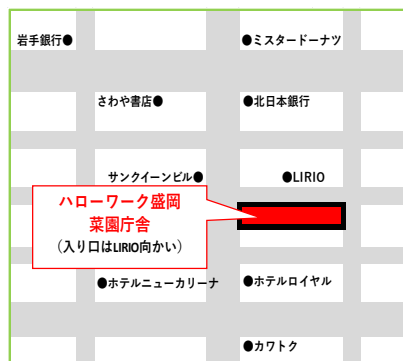 岩手銀行●
●ミスタードーナツ
さわや書店●
●北日本銀行
サンクイーンビル●
●LIRIO
ハローワーク盛岡
菜園庁舎
（入り口はLIRIO向かい）
●ホテルニューカリーナ
●ホテルロイヤル
●カワトク